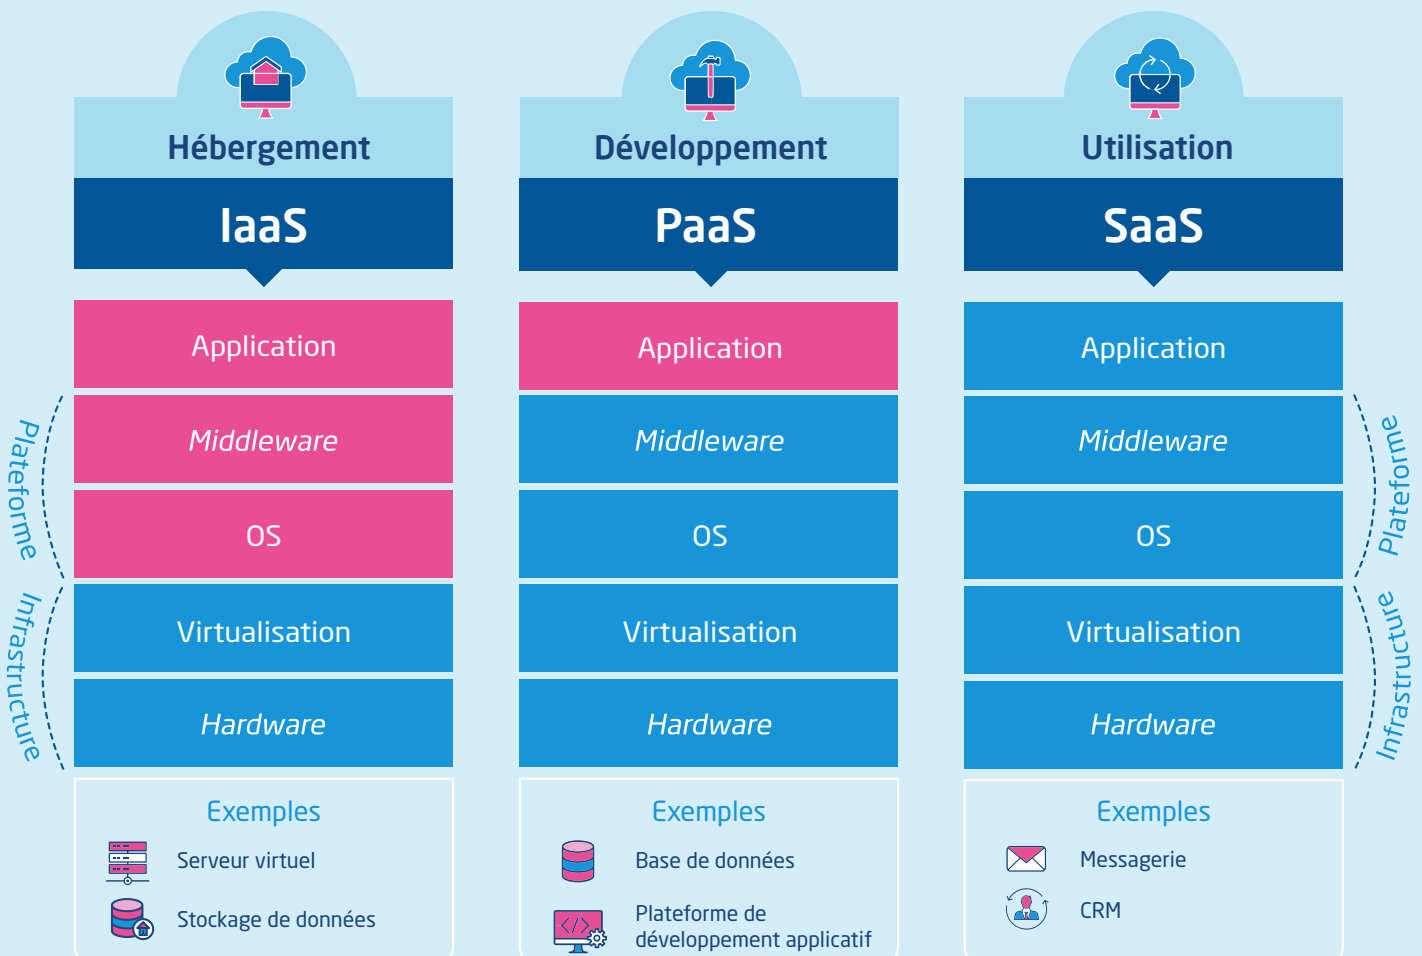 Hébergement
IaaS
Application
Middleware
OS
Virtualisation
Hardware
Plateforme
Infrastructure
Exemples
Serveur virtuel
Stockage de données
Développement
PaaS
Application
Middleware
OS
Virtualisation
Hardware
Exemples
Base de données
Plateforme de
développement applicatif
Utilisation
SaaS
Application
Middleware
OS
Virtualisation
Hardware
Plateforme
Infrastructure
Exemples
Messagerie
CRM